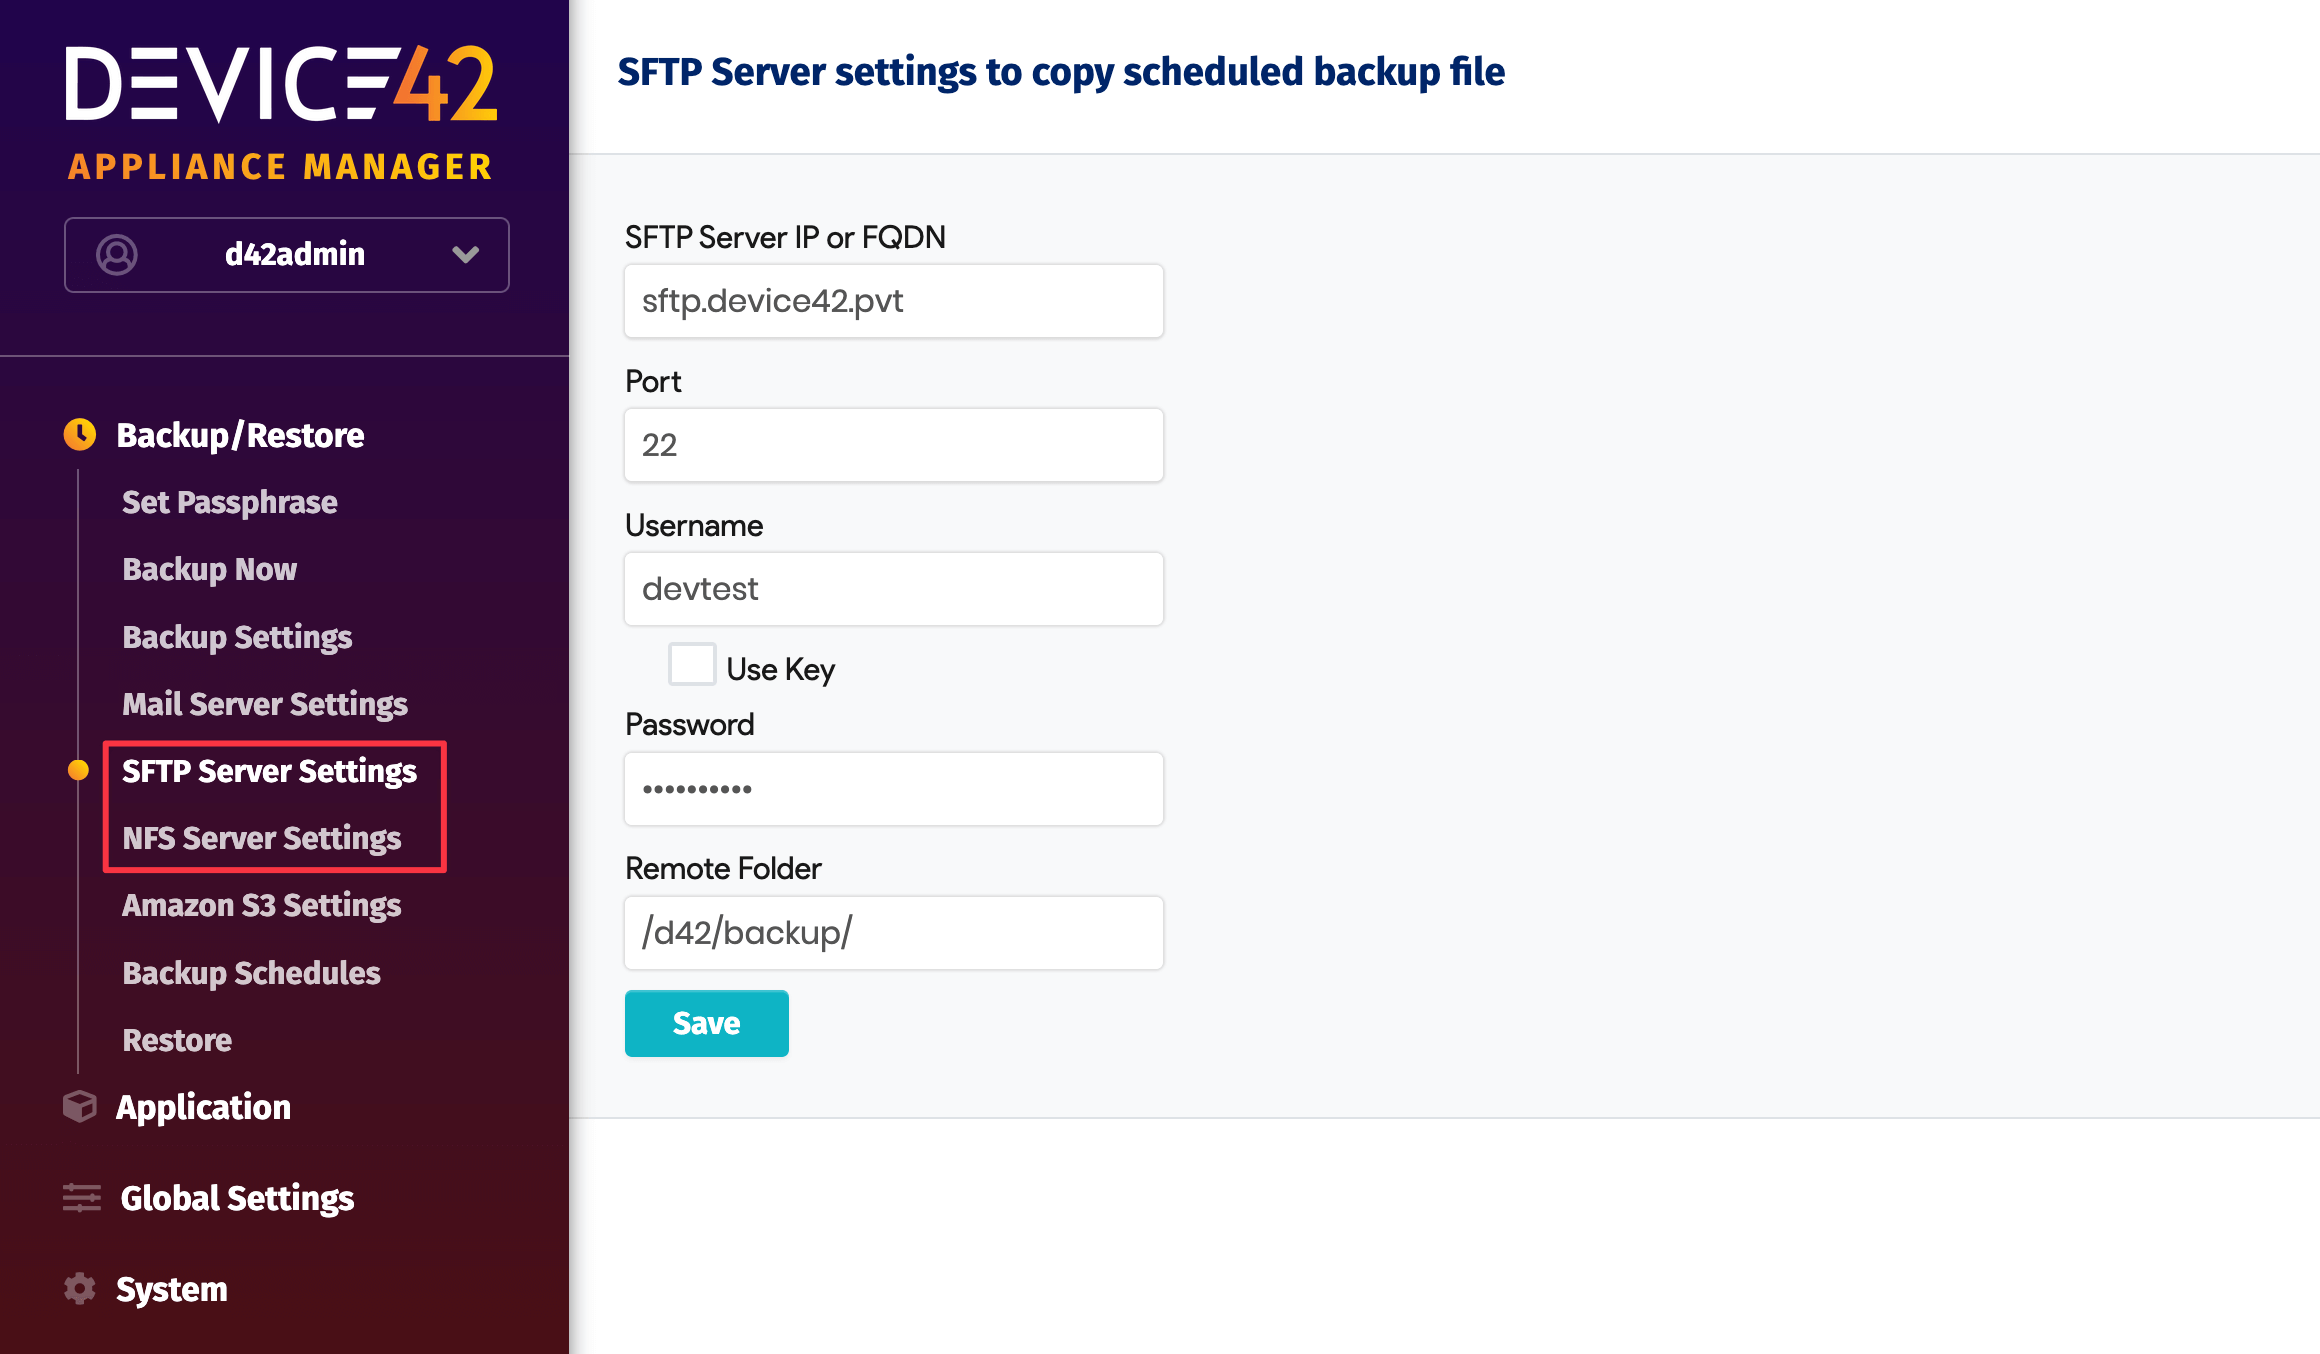 DEVICE42
APPLIANCE MANAGER
d42admin
Backup/Restore
Set Passphrase
Backup Now
Backup Settings
Mail Server Settings
SFTP Server Settings
NFS Server Settings
Amazon S3 Settings
Backup Schedules
Restore
Application
Global Settings
System
SFTP Server settings to copy scheduled backup file
SFTP Server IP or FQDN
sftp.device42.pvt
Port
22
Username
devtest
Use Key
Password
••••••••••
Remote Folder
/d42/backup/
Save